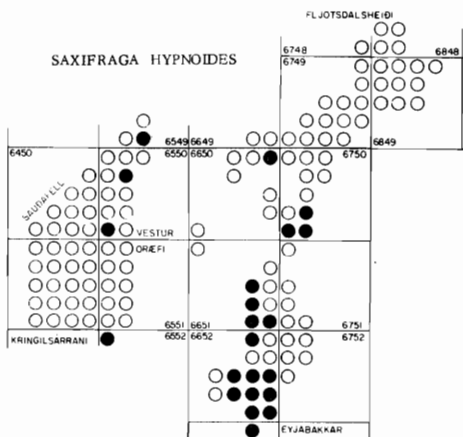 FLJOTSDALSHEIÐI
SAXIFRAGA HYPNOIDES
6748
6848
6749
6549
6649
6849
6450
6550
6650
6750
SAUÐAFELL
VESTUR
ÖRÆFI
6551
6651
6751
KRINGILSÁRRANI
6552
6652
6752
EYJABAKKAR